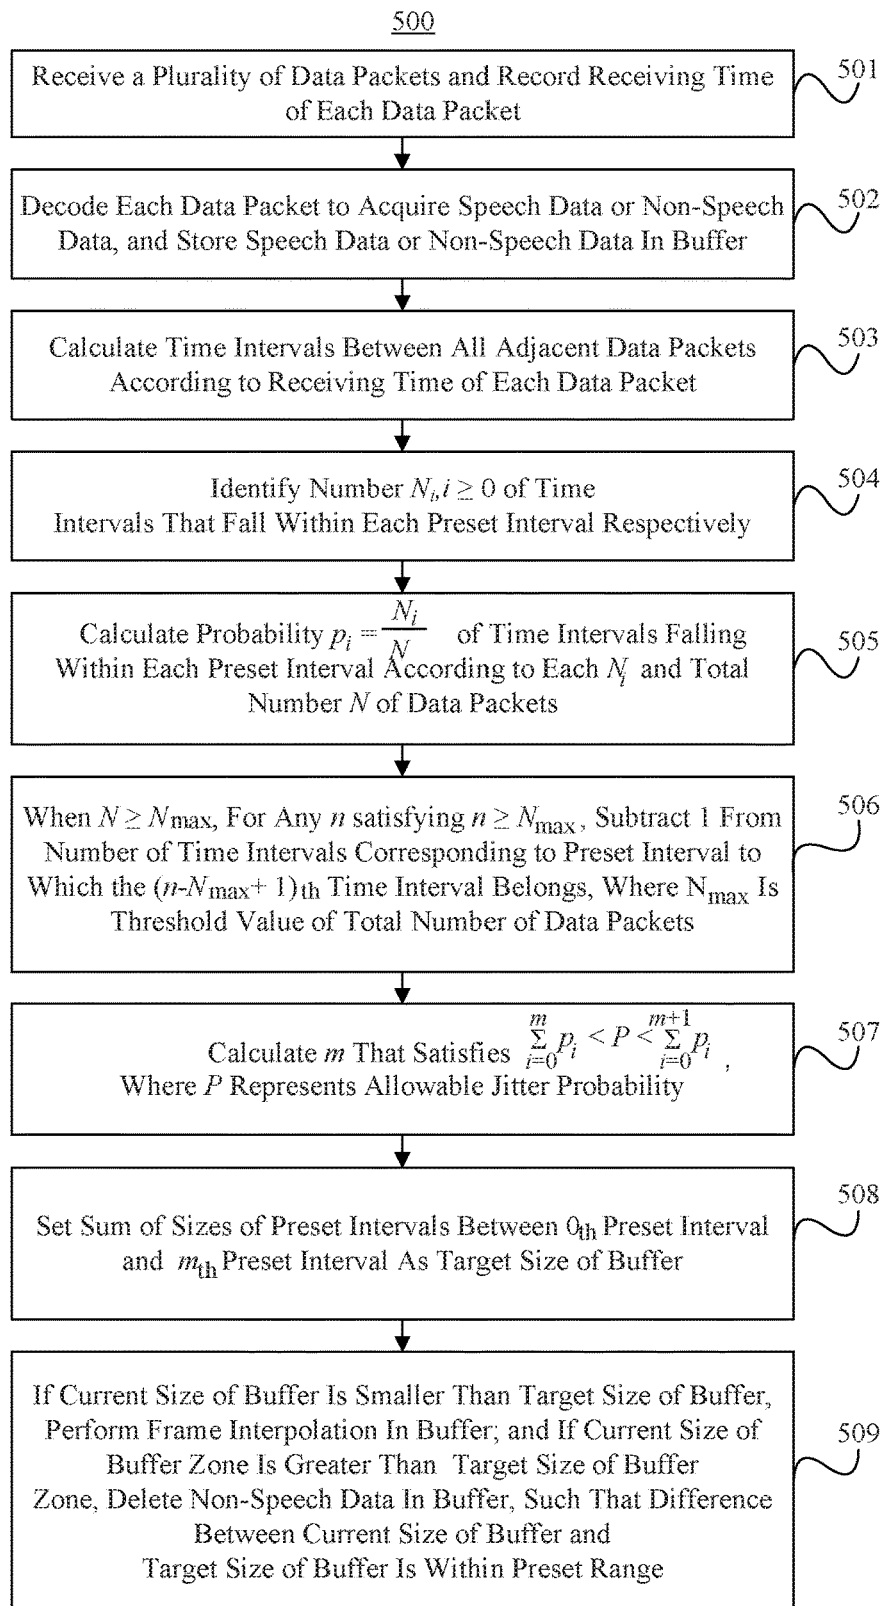 500
Receive a Plurality of Data Packets and Record Receiving Time
of Each Data Packet
501
Decode Each Data Packet to Acquire Speech Data or Non-Speech
Data, and Store Speech Data or Non-Speech Data In Buffer
502
Calculate Time Intervals Between All Adjacent Data Packets
According to Receiving Time of Each Data Packet
503
Identify Number N_i, i ≥ 0 of Time
Intervals That Fall Within Each Preset Interval Respectively
504
Calculate Probability p_i = N_i/N of Time Intervals Falling
Within Each Preset Interval According to Each N_i and Total
Number N of Data Packets
505
When N ≥ N_max, For Any n satisfying n ≥ N_max, Subtract 1 From
Number of Time Intervals Corresponding to Preset Interval to
Which the (n-N_max+ 1)_th Time Interval Belongs, Where N_max Is
Threshold Value of Total Number of Data Packets
506
Calculate m That Satisfies ∑_{i=0}^{m} p_i < P < ∑_{i=0}^{m+1} p_i ,
Where P Represents Allowable Jitter Probability
507
Set Sum of Sizes of Preset Intervals Between 0_th Preset Interval
and m_th Preset Interval As Target Size of Buffer
508
If Current Size of Buffer Is Smaller Than Target Size of Buffer,
Perform Frame Interpolation In Buffer; and If Current Size of
Buffer Zone Is Greater Than Target Size of Buffer
Zone, Delete Non-Speech Data In Buffer, Such That Difference
Between Current Size of Buffer and
Target Size of Buffer Is Within Preset Range
509